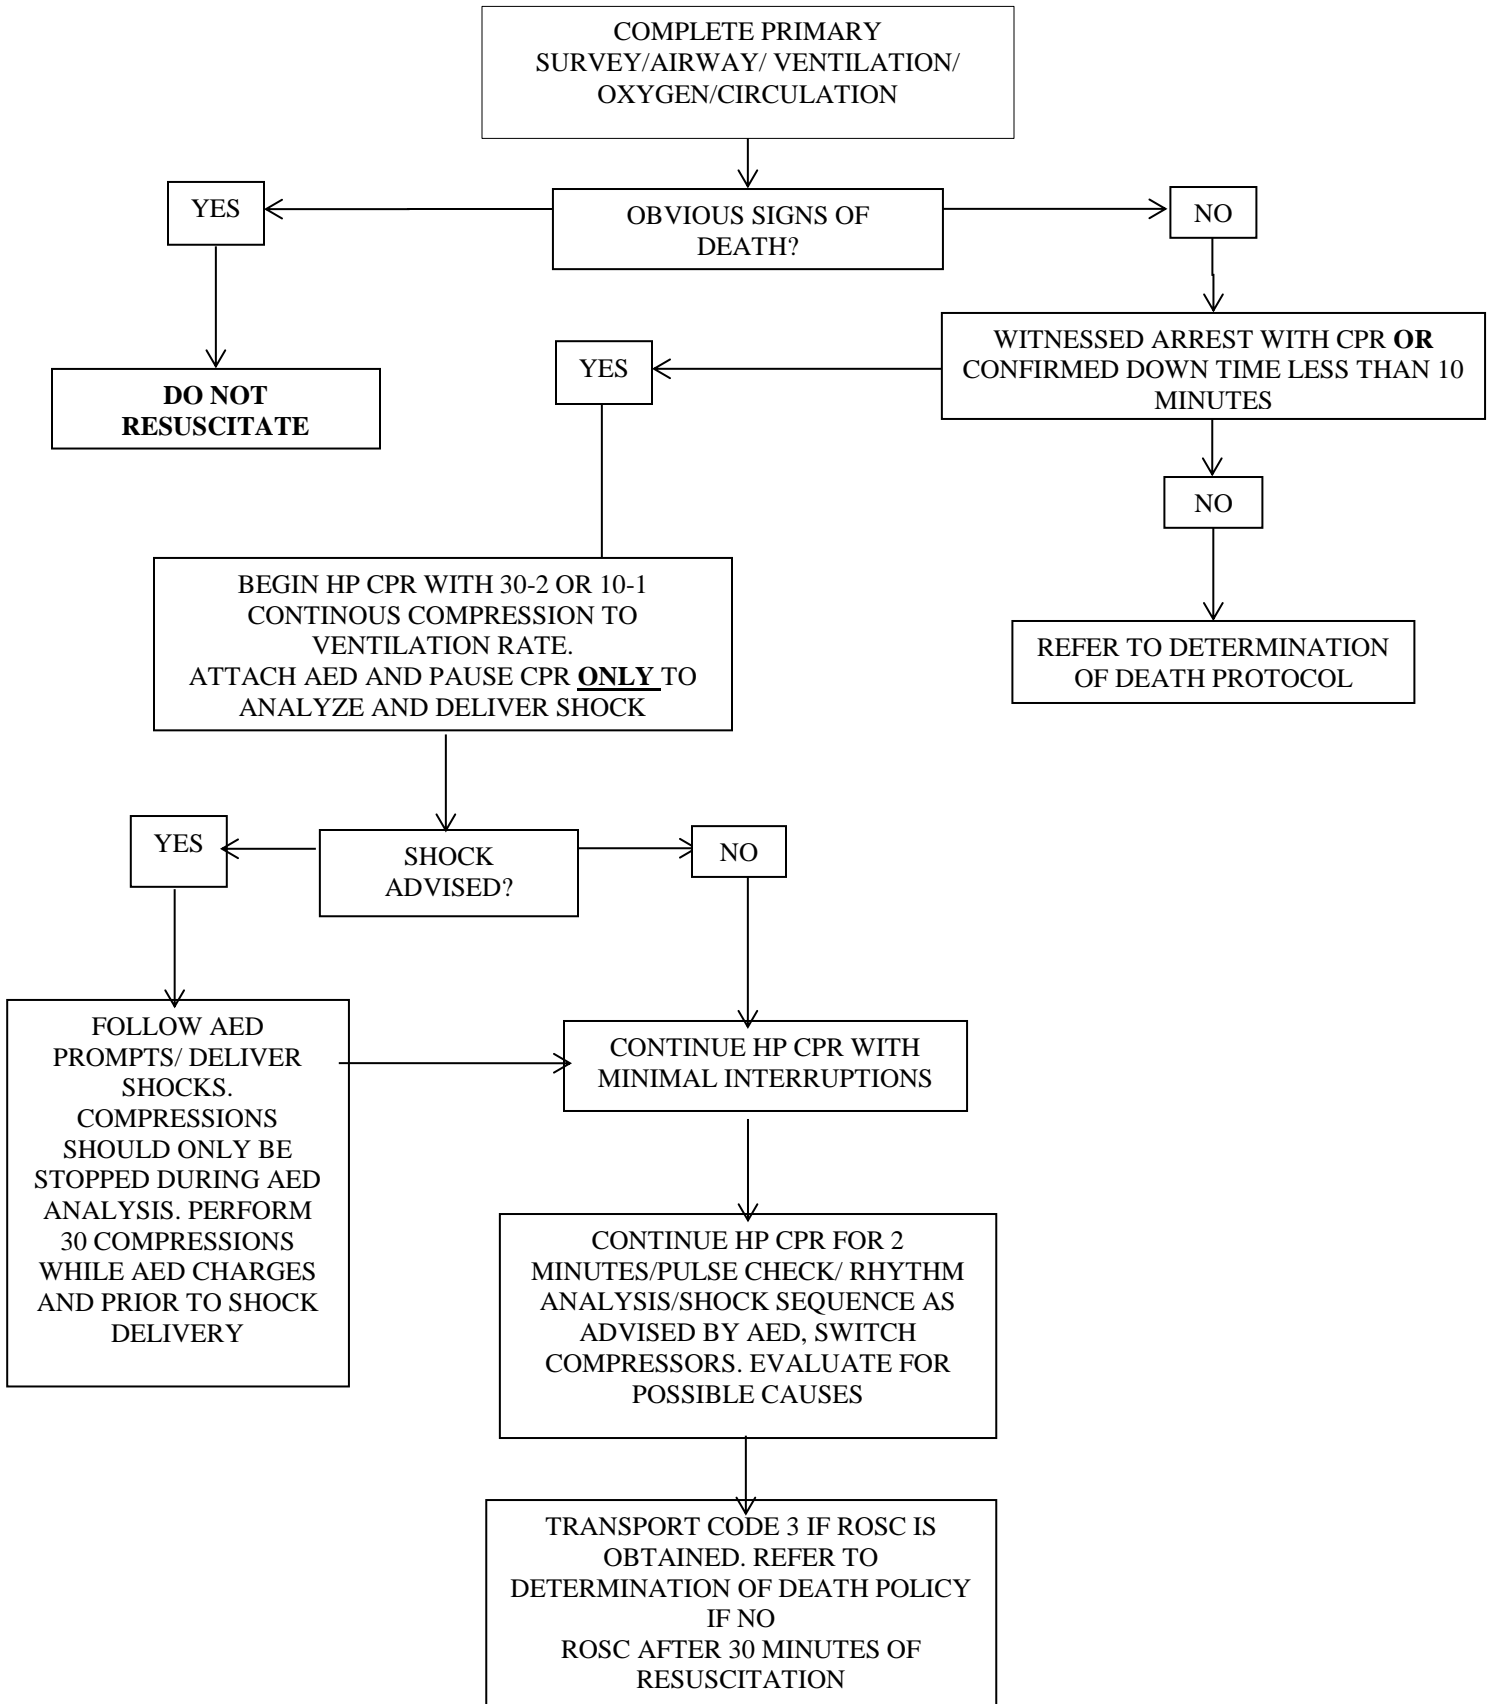 COMPLETE PRIMARY
SURVEY/AIRWAY/ VENTILATION/
OXYGEN/CIRCULATION
YES
OBVIOUS SIGNS OF
DEATH?
NO
DO NOT
RESUSCITATE
YES
WITNESSED ARREST WITH CPR OR
CONFIRMED DOWN TIME LESS THAN 10
MINUTES
NO
REFER TO DETERMINATION
OF DEATH PROTOCOL
BEGIN HP CPR WITH 30-2 OR 10-1
CONTINOUS COMPRESSION TO
VENTILATION RATE.
ATTACH AED AND PAUSE CPR ONLY TO
ANALYZE AND DELIVER SHOCK
YES
SHOCK
ADVISED?
NO
FOLLOW AED
PROMPTS/ DELIVER
SHOCKS.
COMPRESSIONS
SHOULD ONLY BE
STOPPED DURING AED
ANALYSIS. PERFORM
30 COMPRESSIONS
WHILE AED CHARGES
AND PRIOR TO SHOCK
DELIVERY
CONTINUE HP CPR WITH
MINIMAL INTERRUPTIONS
CONTINUE HP CPR FOR 2
MINUTES/PULSE CHECK/ RHYTHM
ANALYSIS/SHOCK SEQUENCE AS
ADVISED BY AED, SWITCH
COMPRESSORS. EVALUATE FOR
POSSIBLE CAUSES
TRANSPORT CODE 3 IF ROSC IS
OBTAINED. REFER TO
DETERMINATION OF DEATH POLICY
IF NO
ROSC AFTER 30 MINUTES OF
RESUSCITATION